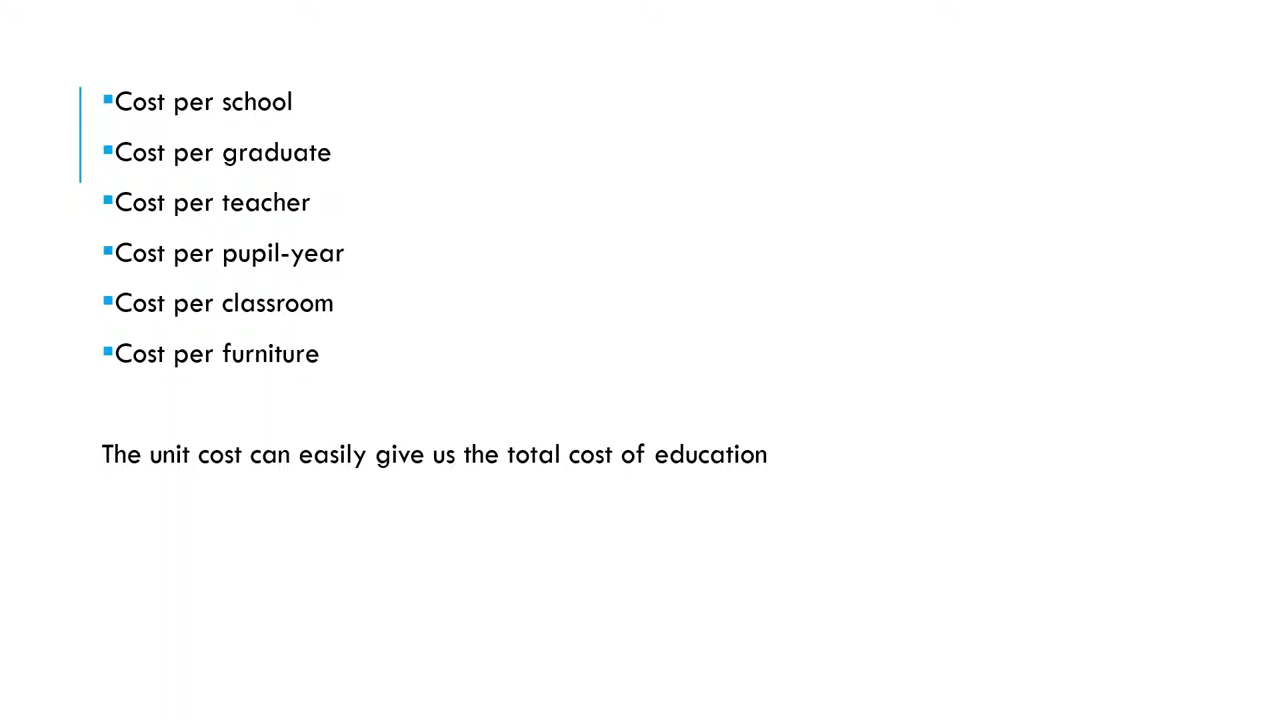 ▪Cost per school
▪Cost per graduate
▪Cost per teacher
▪Cost per pupil-year
▪Cost per classroom
▪Cost per furniture
The unit cost can easily give us the total cost of education